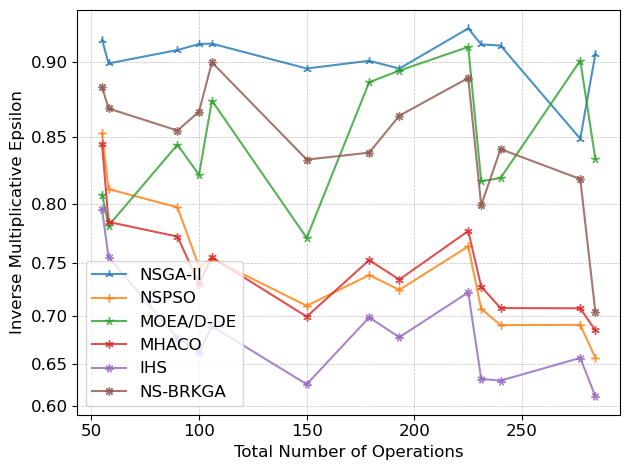 Inverse Multiplicative Epsilon
0.90
0.85
0.80
0.75
0.70
0.65
0.60
NSGA-II
NSPSO
MOEA/D-DE
MHACO
IHS
NS-BRKGA
50
100
150
200
250
Total Number of Operations